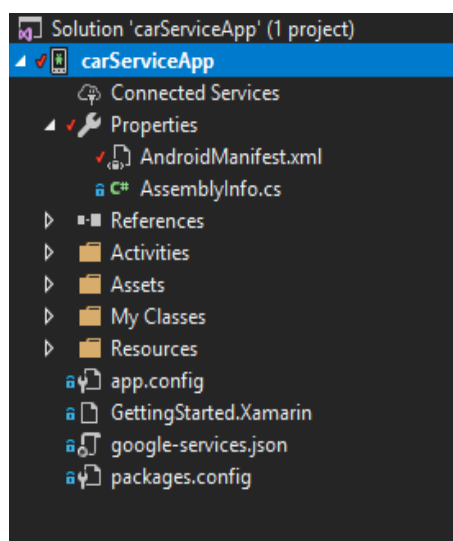 Solution 'carServiceApp' (1 project)
carServiceApp
Connected Services
Properties
AndroidManifest.xml
C# AssemblyInfo.cs
References
Activities
Assets
My Classes
Resources
app.config
GettingStarted.Xamarin
google-services.json
packages.config